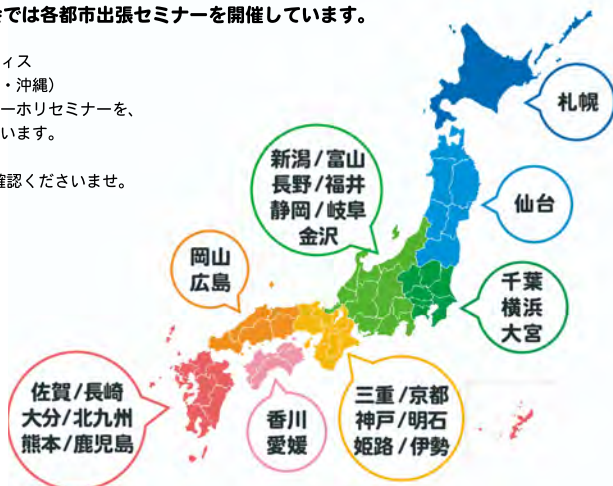 では各都市出張セミナーを開催しています。
ィス
・沖縄）
ーホリセミナーを、
います。
確認くださいませ。
札幌
新潟/富山
長野/福井
静岡/岐阜
金沢
仙台
岡山
広島
千葉
横浜
大宮
佐賀/長崎
大分/北九州
熊本/鹿児島
香川
愛媛
三重/京都
神戸/明石
姫路/伊勢